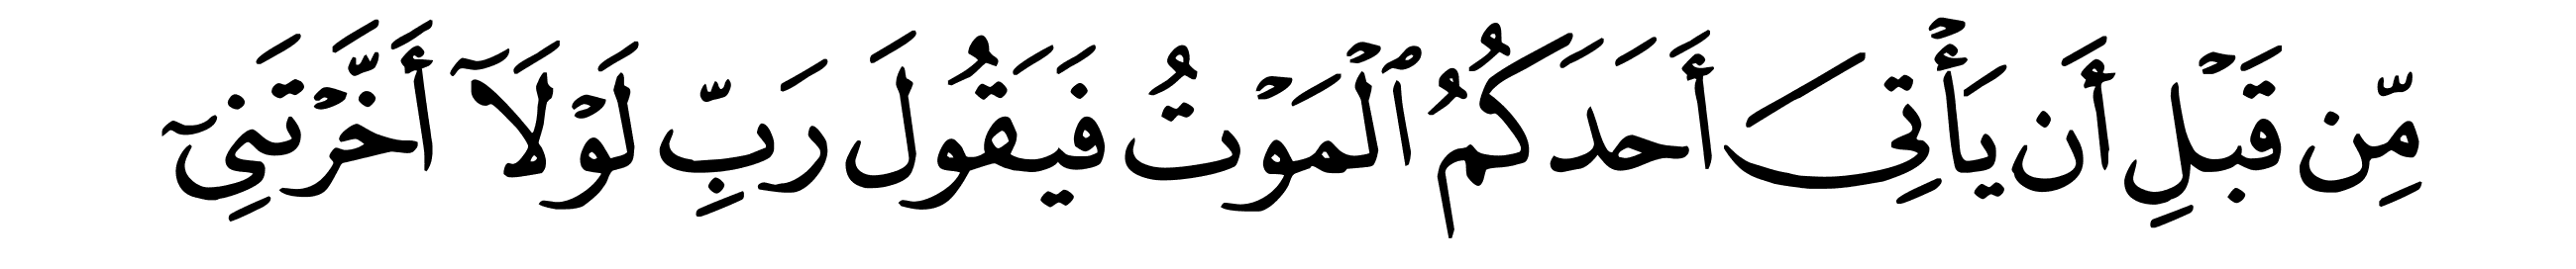 مِّن قَبۡلِ أَن يَأۡتِيَ أَحَدَكُمُ ٱلۡمَوۡتُ فَيَقُولَ رَبِّ لَوۡلَآ أَخَّرۡتَنِيٓ